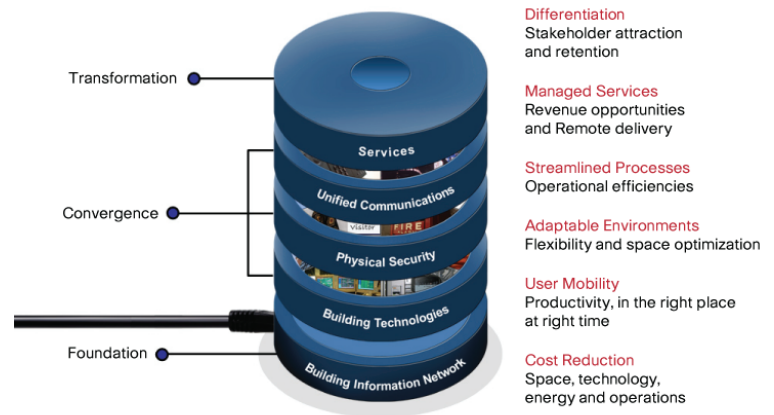 Transformation
Convergence
Foundation
Services
Unified Communications
Visitor
FIRE
Physical Security
Building Technologies
Building Information Network
Differentiation
Stakeholder attraction
and retention
Managed Services
Revenue opportunities
and Remote delivery
Streamlined Processes
Operational efficiencies
Adaptable Environments
Flexibility and space optimization
User Mobility
Productivity, in the right place
at right time
Cost Reduction
Space, technology,
energy and operations